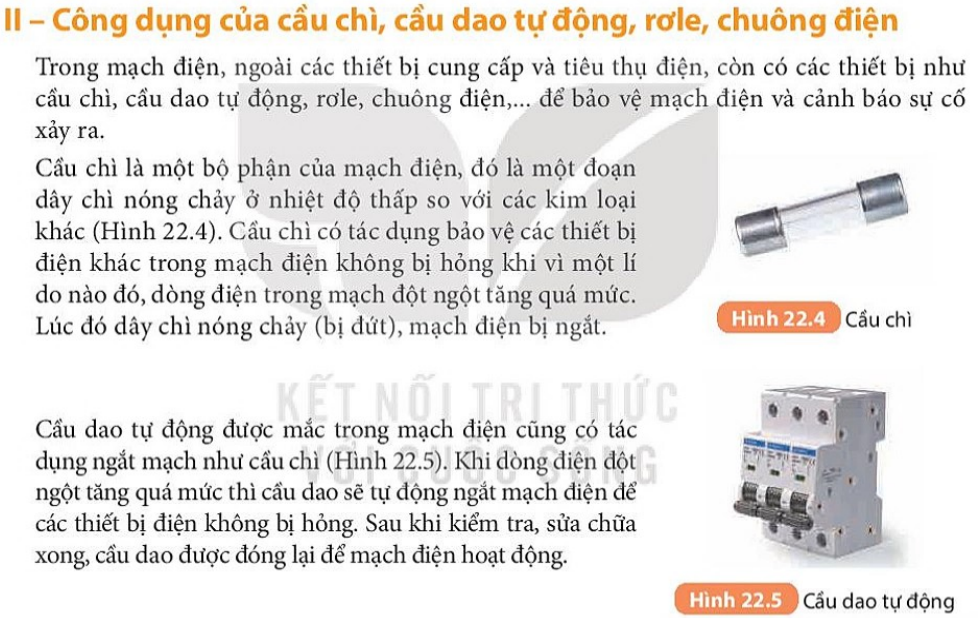 II – Công dụng của cầu chì, cầu dao tự động, rơle, chuông điện
Trong mạch điện, ngoài các thiết bị cung cấp và tiêu thụ điện, còn có các thiết bị như
cầu chì, cầu dao tự động, rơle, chuông điện,... để bảo vệ mạch điện và cảnh báo sự cố
xảy ra.
Cầu chì là một bộ phận của mạch điện, đó là một đoạn
dây chì nóng chảy ở nhiệt độ thấp so với các kim loại
khác (Hình 22.4). Cầu chì có tác dụng bảo vệ các thiết bị
điện khác trong mạch điện không bị hỏng khi vì một lí
do nào đó, dòng điện trong mạch đột ngột tăng quá mức.
Lúc đó dây chì nóng chảy (bị đứt), mạch điện bị ngắt.
Hình 22.4 Cầu chì
KẾT NỐI TRI THỨC
VỚI CUỘC SỐNG
Cầu dao tự động được mắc trong mạch điện cũng có tác
dụng ngắt mạch như cầu chì (Hình 22.5). Khi dòng điện đột
ngột tăng quá mức thì cầu dao sẽ tự động ngắt mạch điện để
các thiết bị điện không bị hỏng. Sau khi kiểm tra, sửa chữa
xong, cầu dao được đóng lại để mạch điện hoạt động.
Hình 22.5 Cầu dao tự động